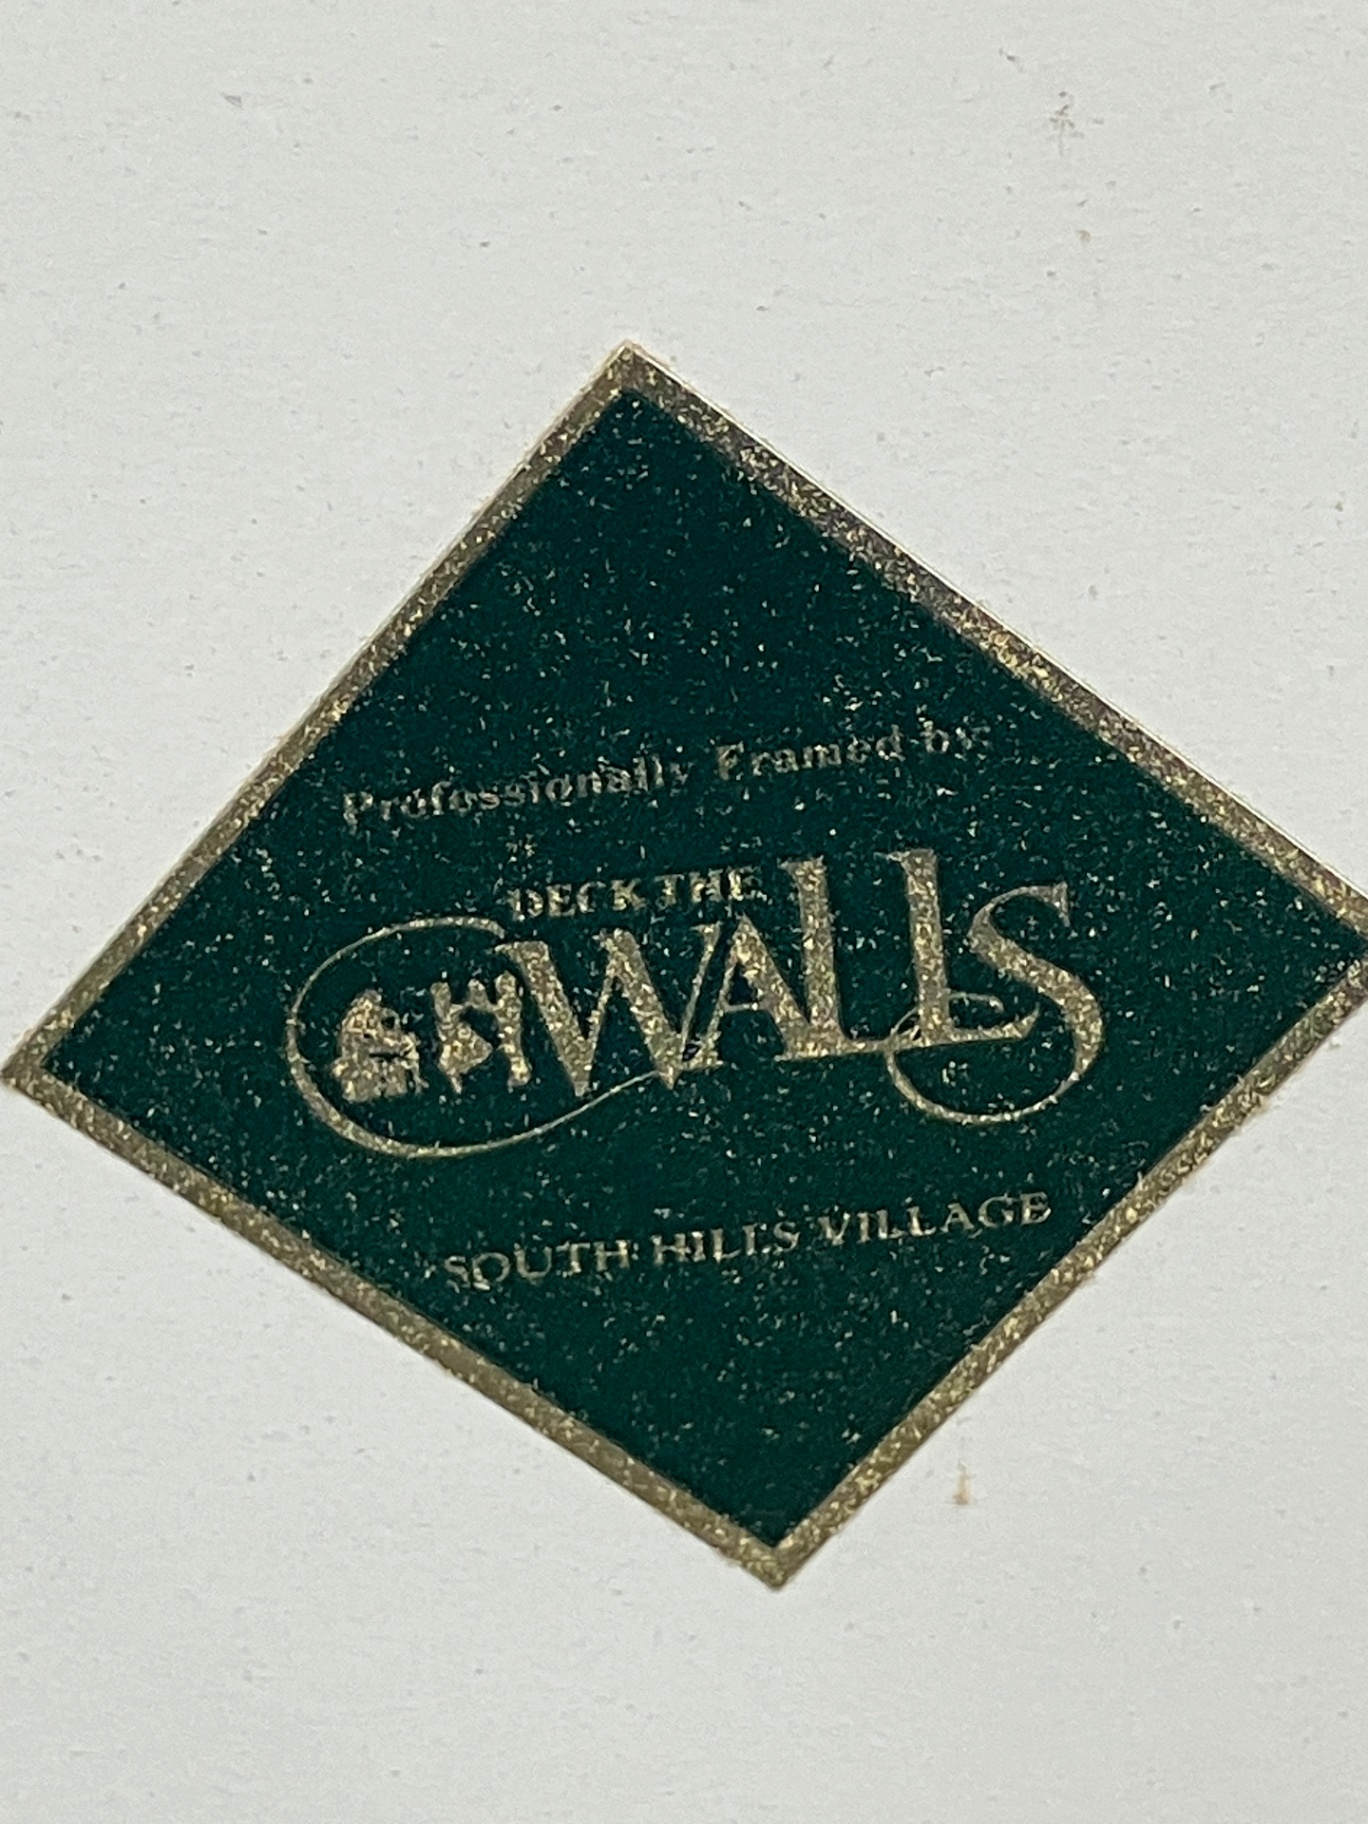 Professionally Framed by:
DECK THE
WALLS
SOUTH HILLS VILLAGE